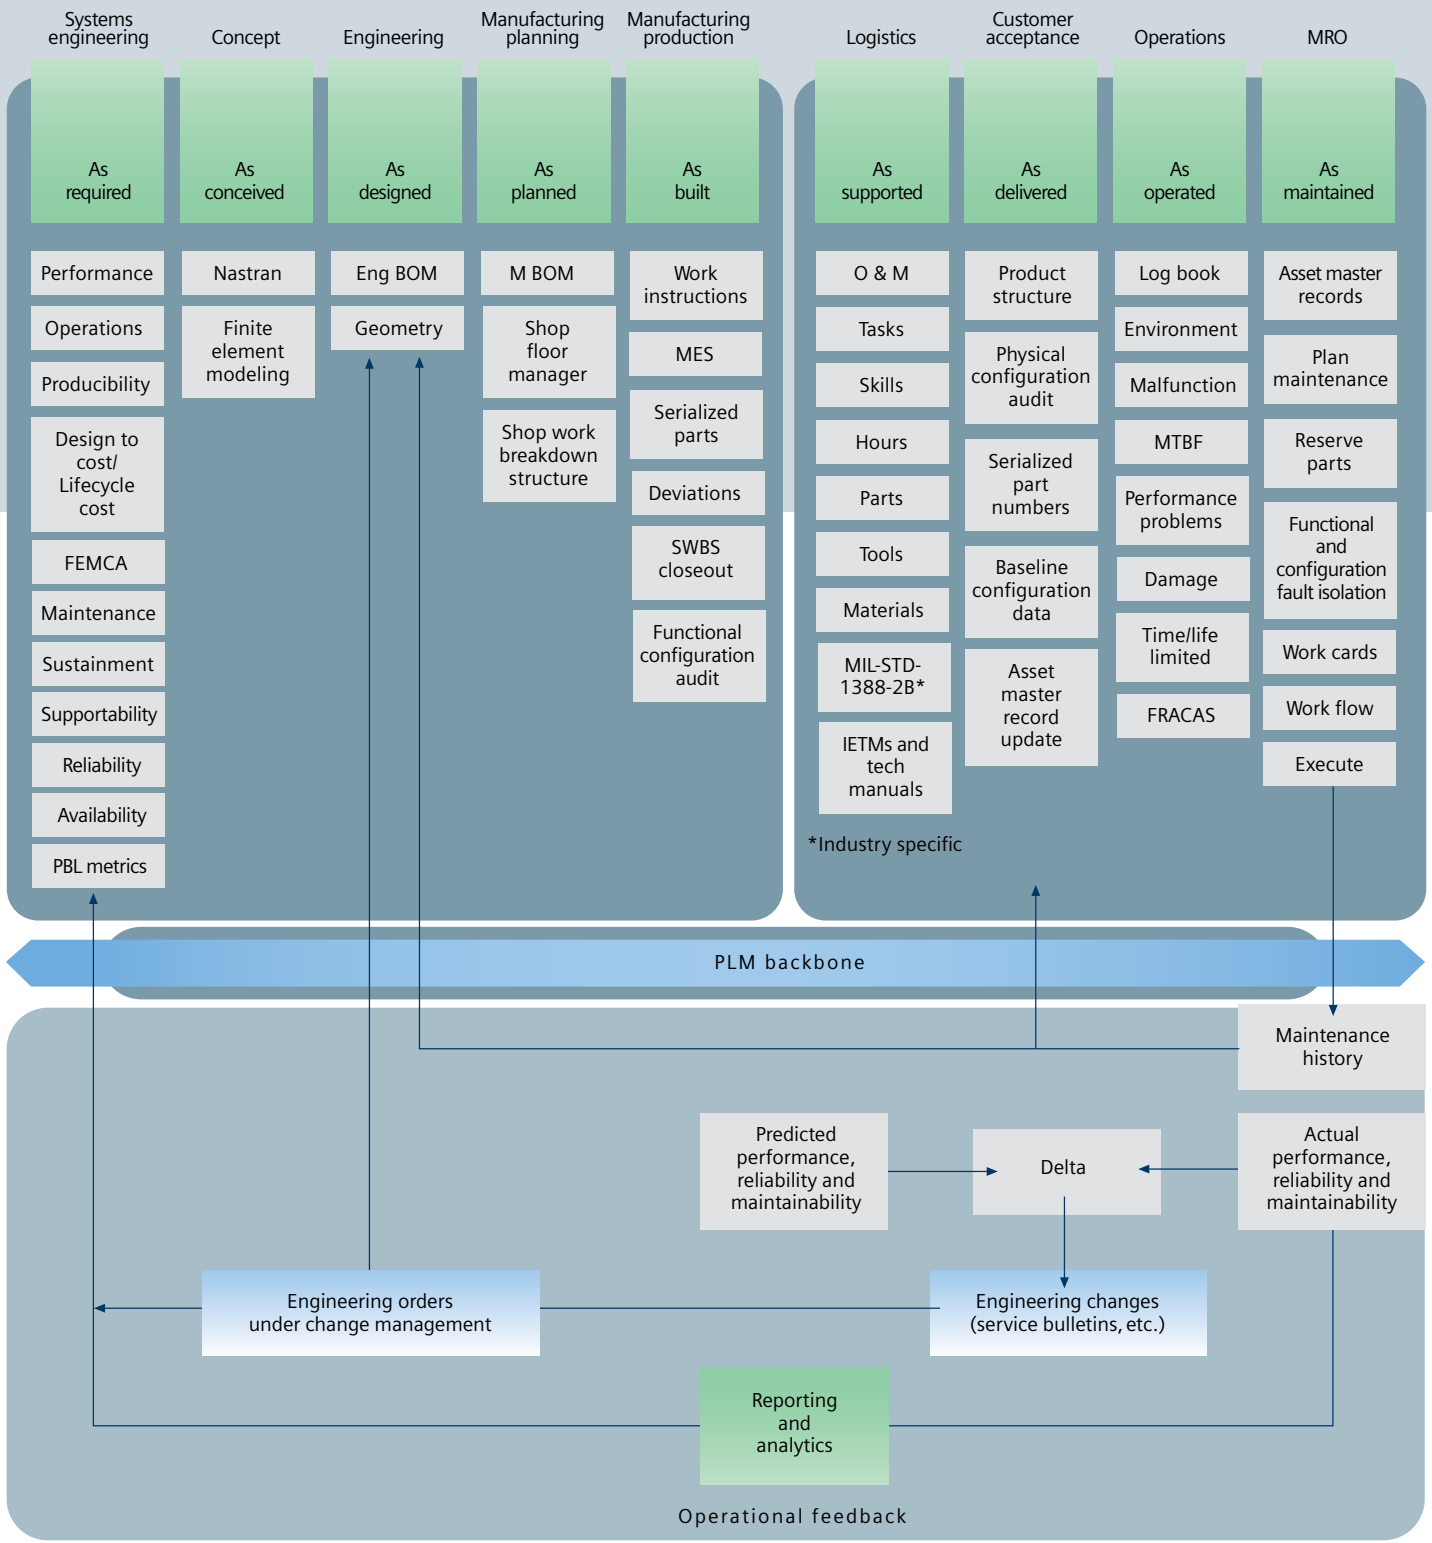 Systems
engineering
Concept
Engineering
Manufacturing
planning
Manufacturing
production
Logistics
Customer
acceptance
Operations
MRO
As
required
As
conceived
As
designed
As
planned
As
built
As
supported
As
delivered
As
operated
As
maintained
Performance
Operations
Producibility
Design to
cost/
Lifecycle
cost
FEMCA
Maintenance
Sustainment
Supportability
Reliability
Availability
PBL metrics
Nastran
Finite
element
modeling
Eng BOM
Geometry
M BOM
Shop
floor
manager
Shop work
breakdown
structure
Work
instructions
MES
Serialized
parts
Deviations
SWBS
closeout
Functional
configuration
audit
O & M
Tasks
Skills
Hours
Parts
Tools
Materials
MIL-STD-
1388-2B*
IETMs and
tech
manuals
*Industry specific
Product
structure
Physical
configuration
audit
Serialized
part
numbers
Baseline
configuration
data
Asset
master
record
update
Log book
Environment
Malfunction
MTBF
Performance
problems
Damage
Time/life
limited
FRACAS
Asset master
records
Plan
maintenance
Reserve
parts
Functional
and
configuration
fault isolation
Work cards
Work flow
Execute
PLM backbone
Maintenance
history
Predicted
performance,
reliability and
maintainability
Delta
Actual
performance,
reliability and
maintainability
Engineering orders
under change management
Engineering changes
(service bulletins, etc.)
Reporting
and
analytics
Operational feedback